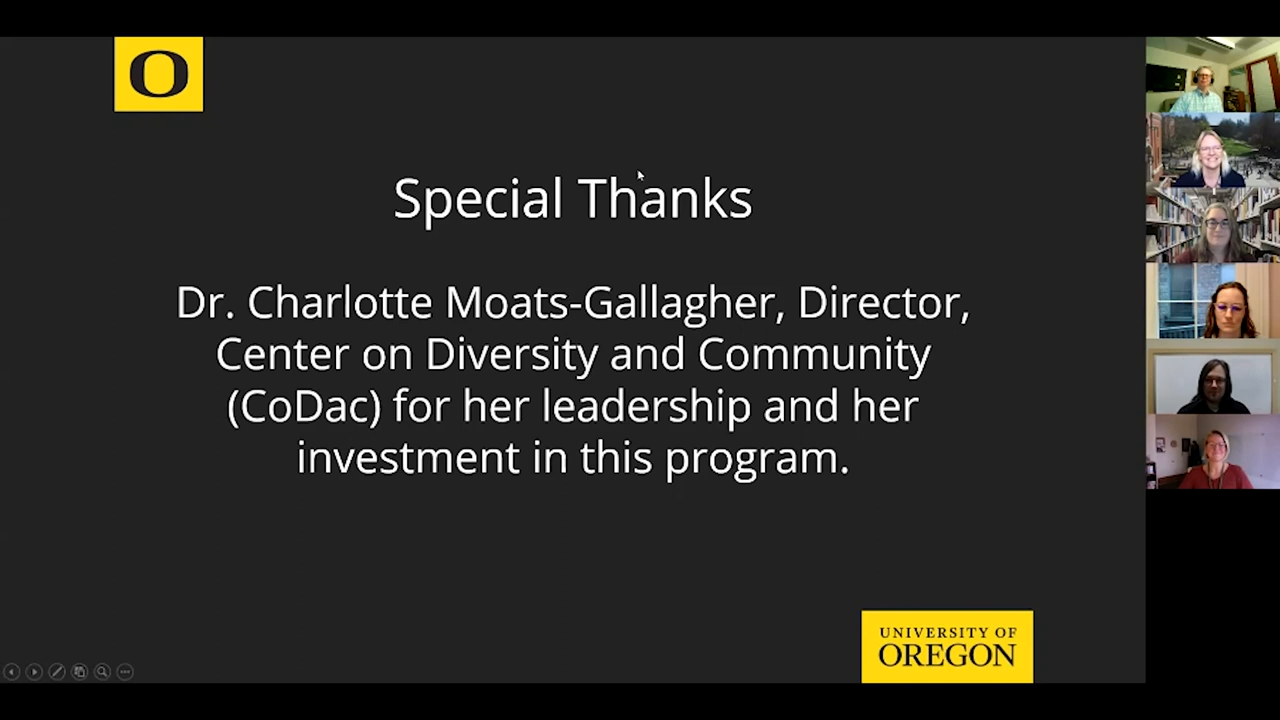 O
Special Thanks
Dr. Charlotte Moats-Gallagher, Director,
Center on Diversity and Community
(CoDac) for her leadership and her
investment in this program.
UNIVERSITY OF
OREGON